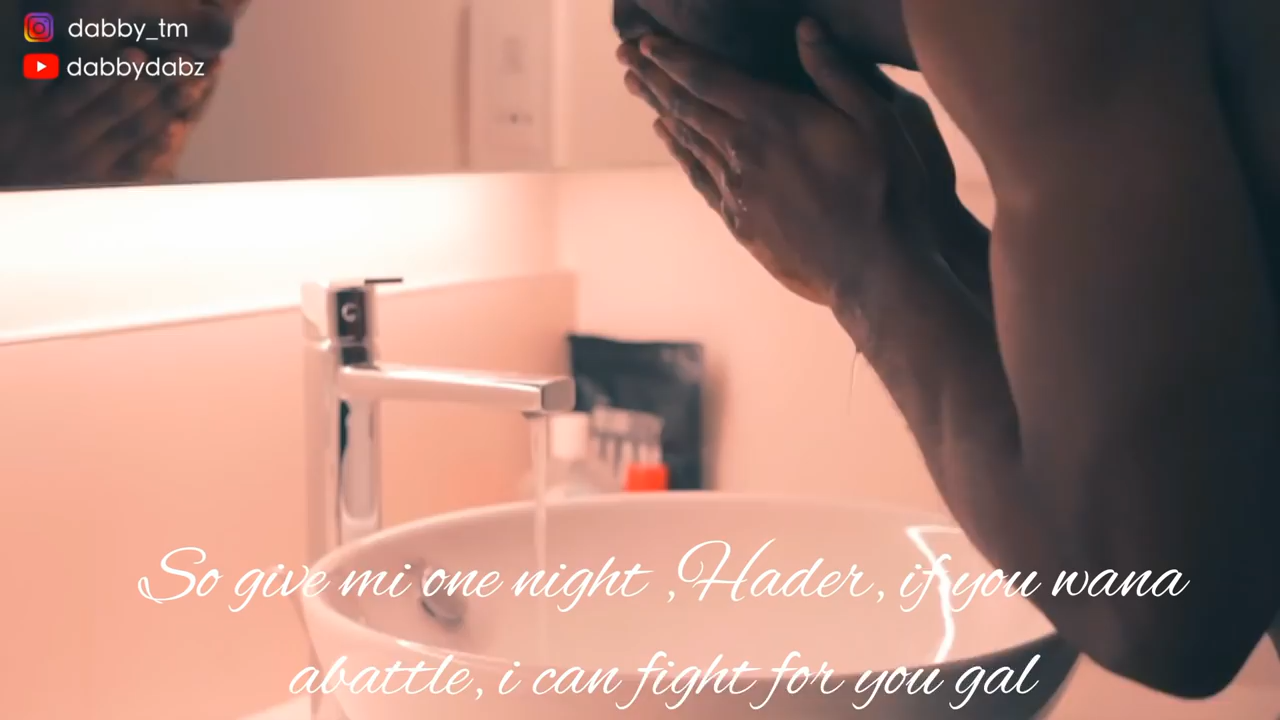 dabby_tm
dabbydabz
So give mi one night ,Hader, if you wana
abattle, i can fight for you gal